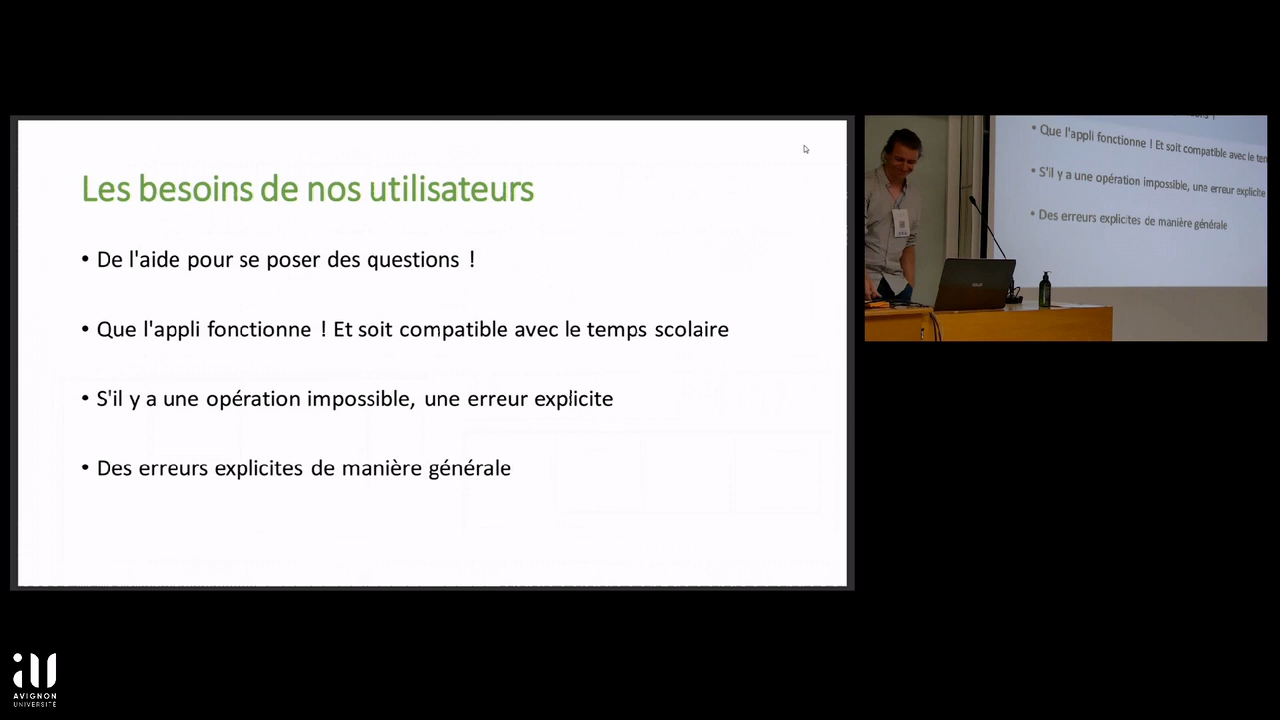 Les besoins de nos utilisateurs
• De l'aide pour se poser des questions !
• Que l'appli fonctionne ! Et soit compatible avec le temps scolaire
• S'il y a une opération impossible, une erreur explicite
• Des erreurs explicites de manière générale
• Que l'appli fonctionne ! Et soit compatible avec le
• S'il y a une opération impossible, une erreur explicite
• Des erreurs explicites de manière générale
AVIGNON
UNIVERSITÉ